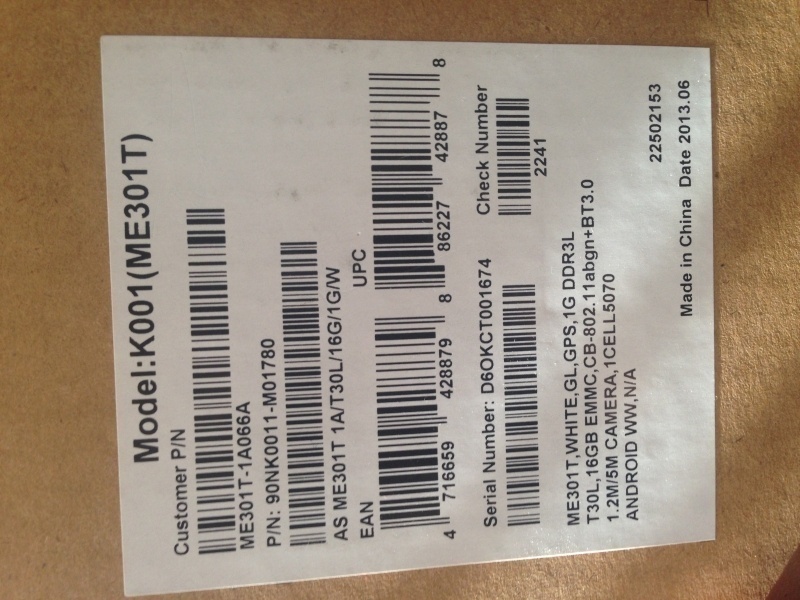 Model:K001(ME301T)
Customer P/N
ME301T-1A066A
P/N: 90NK0011-M01780
AS ME301T 1A/T30L/16G/1G/W
EAN
4 716659 428879
UPC
8 86227 42887 8
Serial Number: D6OKCT001674
Check Number
2241
ME301T,WHITE,GL,GPS,1G DDR3L
T30L,16GB EMMC,CB-802.11abgn+BT3.0
1.2M/5M CAMERA,1CELL5070
ANDROID WW,N/A
22502153
Made in China Date 2013.06